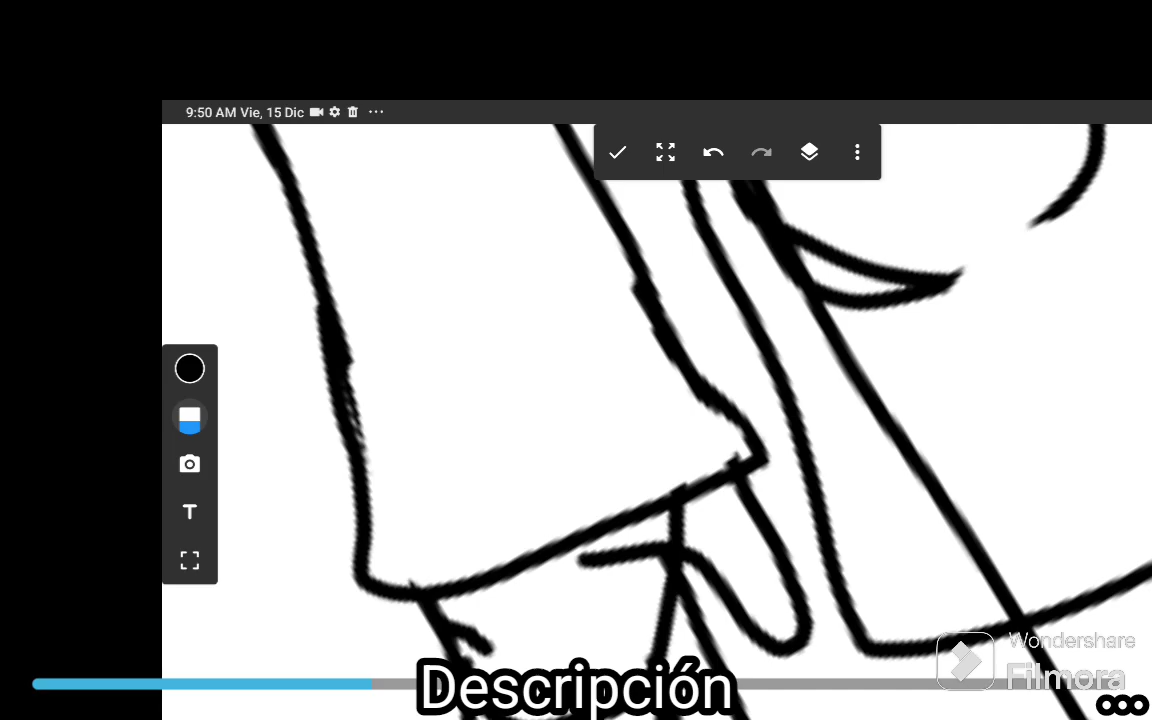 9:50 AM Vie, 15 Dic
T
Wondershare
Filmora
Descripción